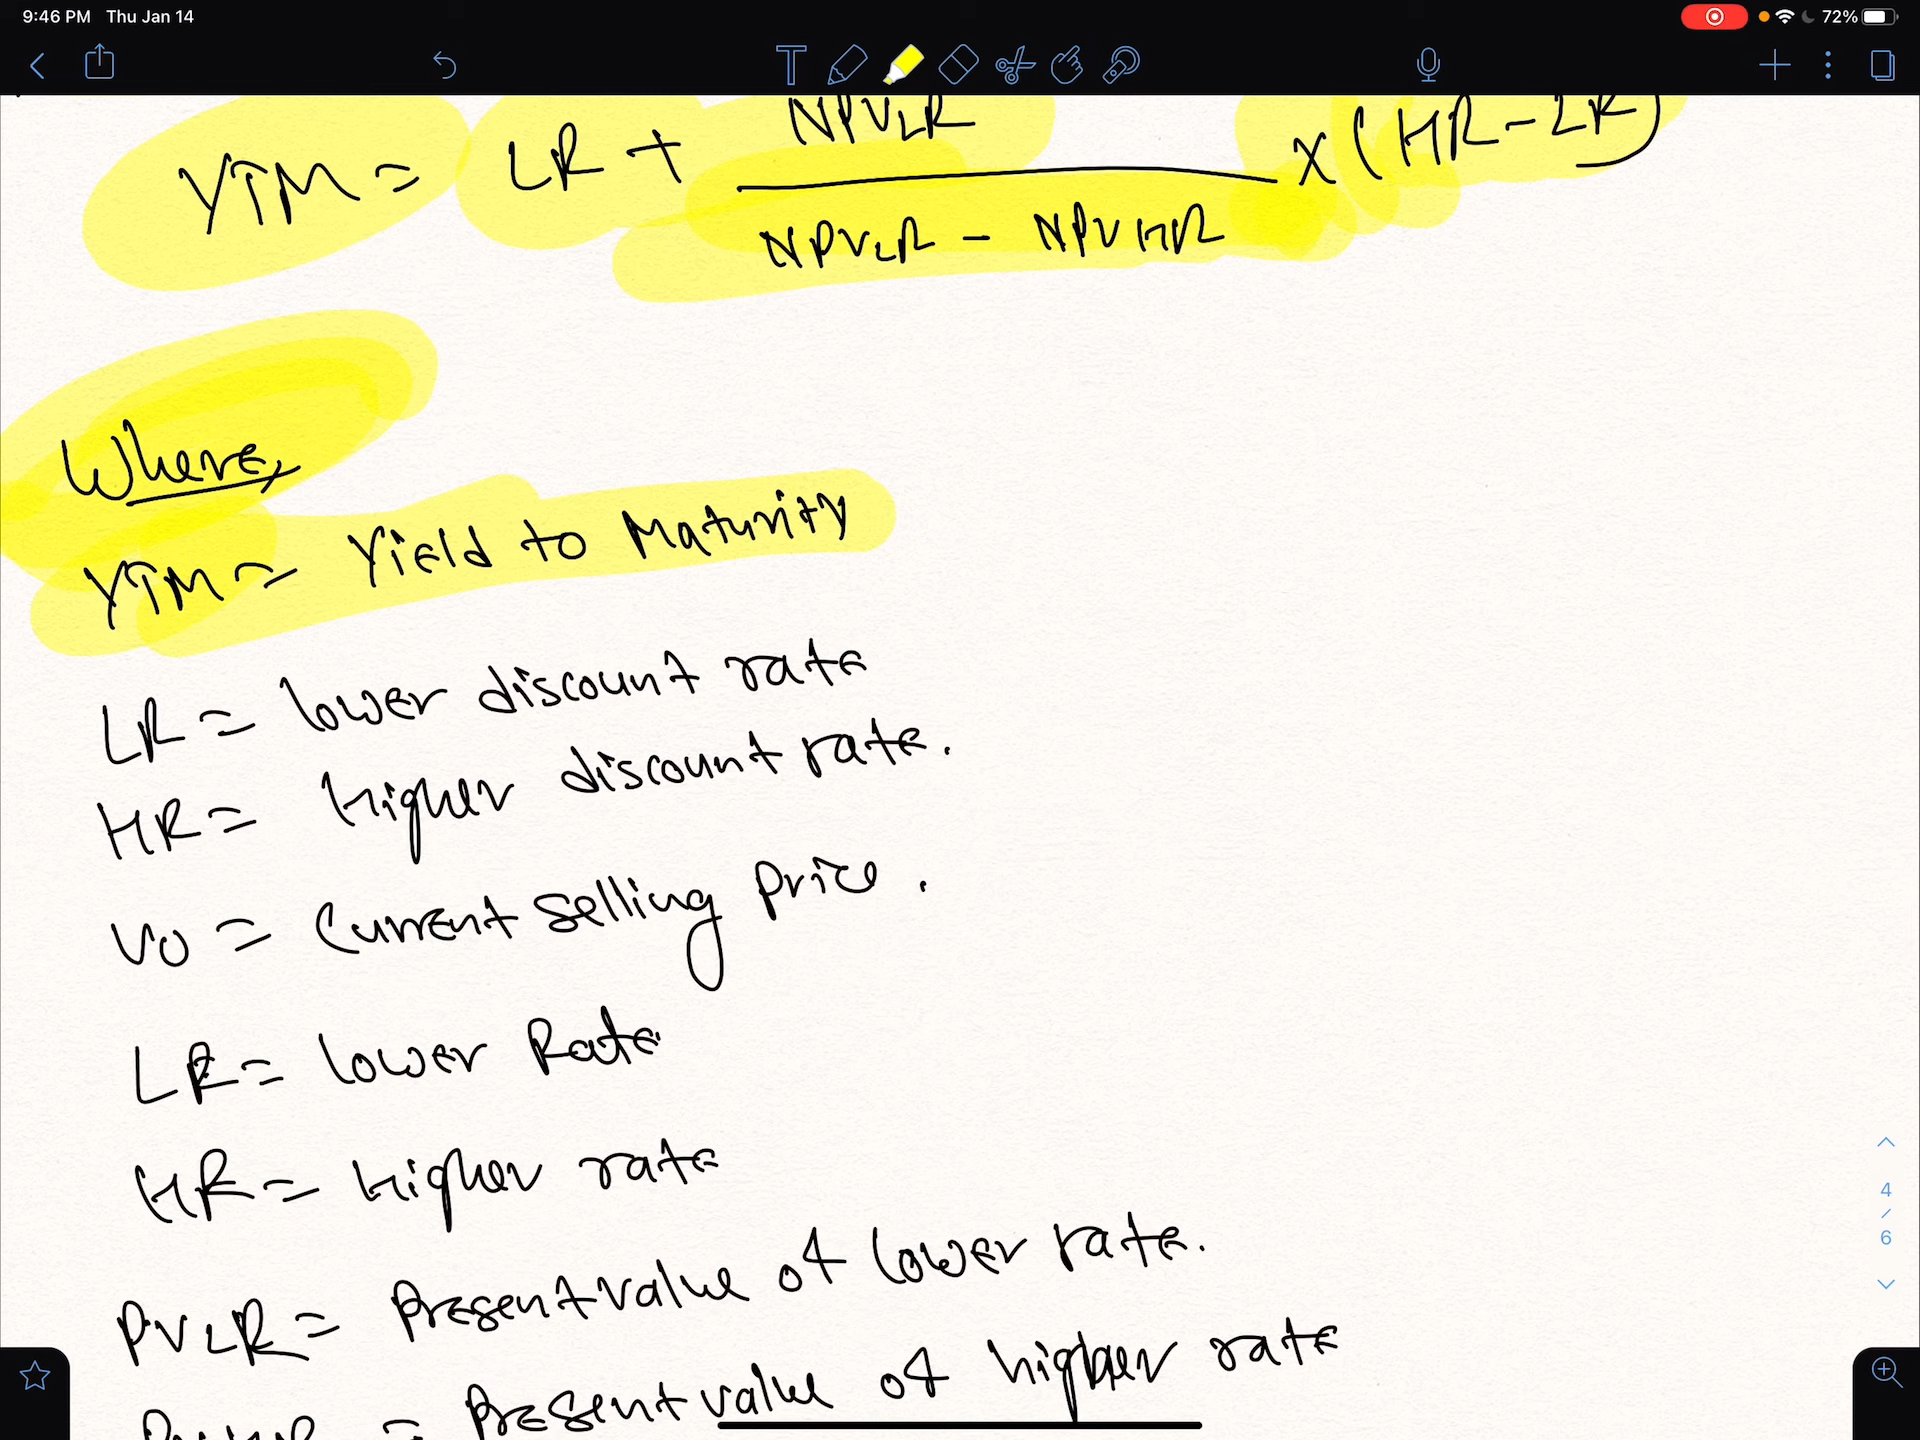 9:46 PM Thu Jan 14
72%
YTM = LR + NPVLR x (HR - LR)
NPVLR - NPVHR
Where,
YTM = Yield to Maturity
LR = lower discount rate
HR = higher discount rate.
VO = Current selling price.
LR = lower Rate
HR = higher rate
PVLR = Present value of lower rate.
= Present value of higher rate
4
/
6